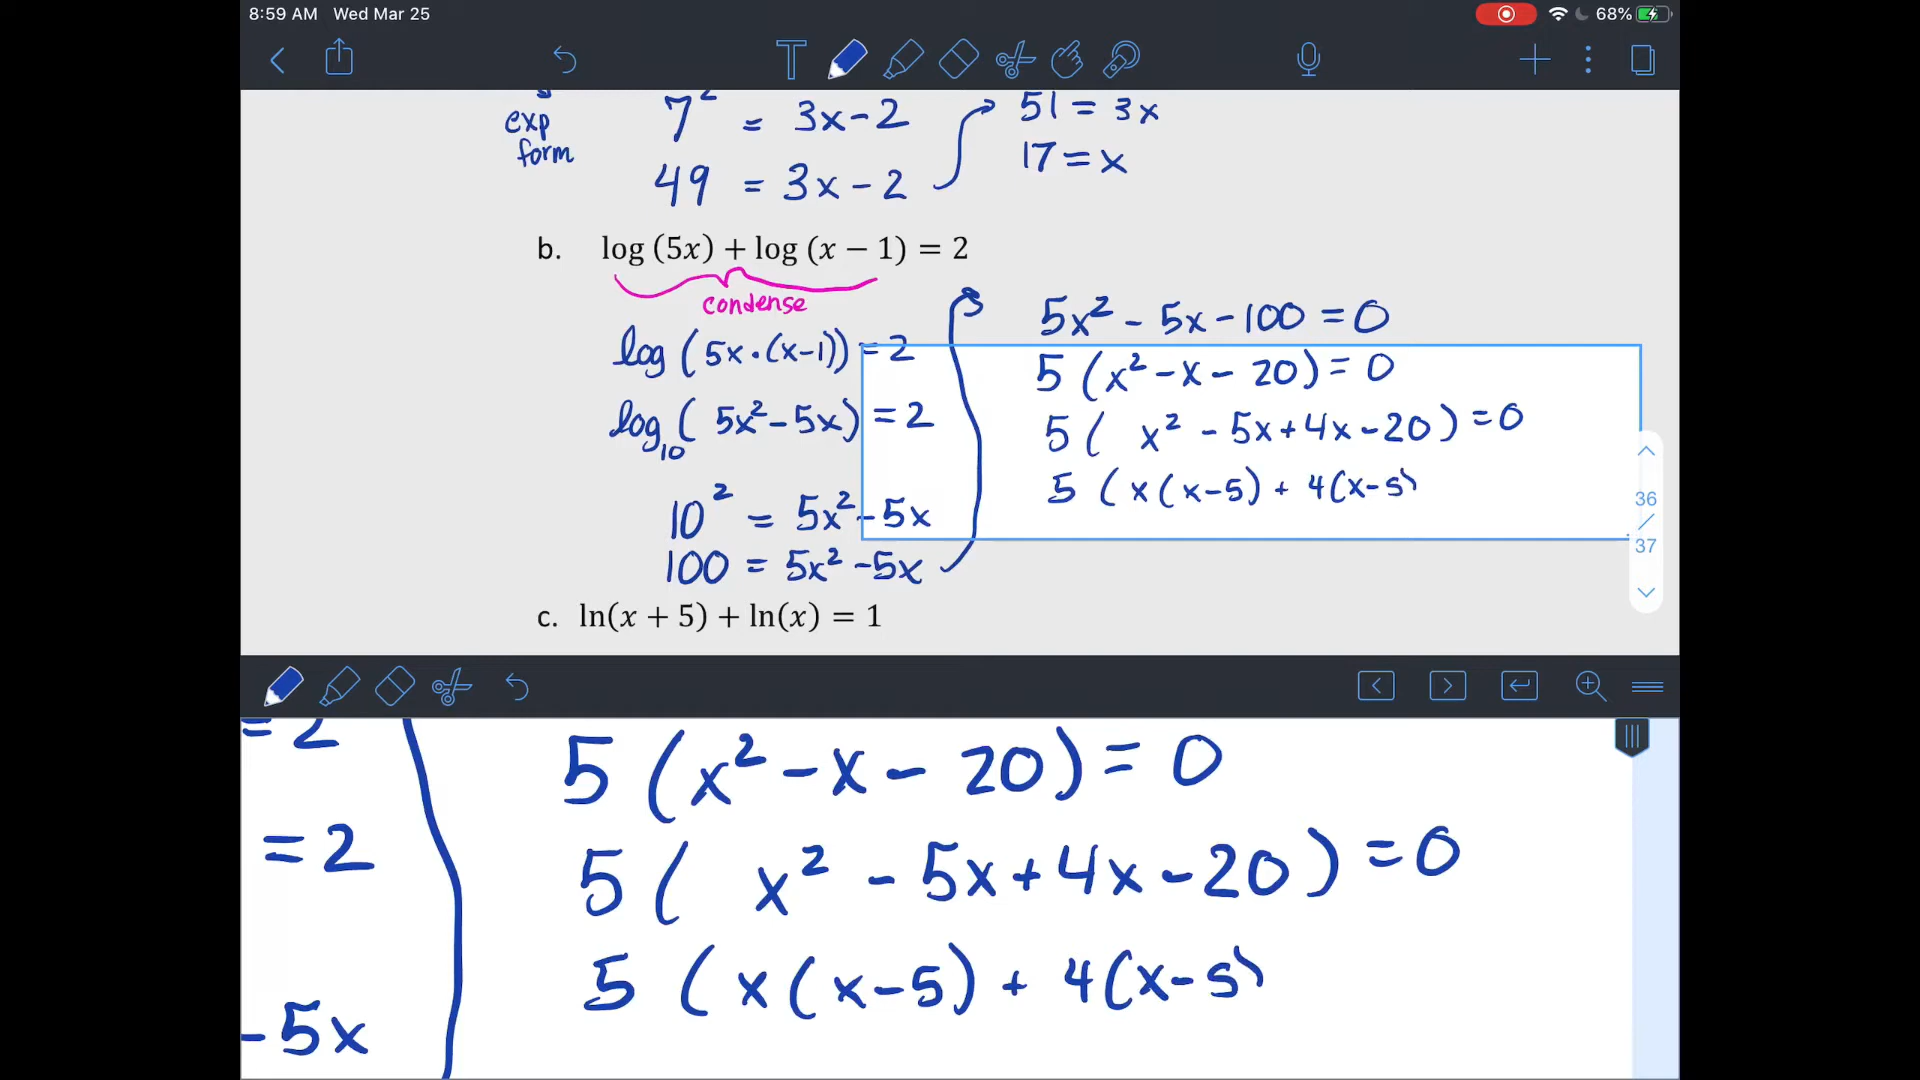 8:59 AM Wed Mar 25
68%
exp
form
7² = 3x-2
49 = 3x-2
51 = 3x
17 = x
b. log (5x) + log (x − 1) = 2
condense
log (5x·(x-1)) = 2
log₁₀( 5x²-5x) = 2
10² = 5x²-5x
100 = 5x²-5x
5x² - 5x - 100 = 0
5 (x² - x - 20) = 0
5 ( x² - 5x+4x-20 ) = 0
5 (x(x-5) + 4(x-5)
36
/
37
c. ln(x + 5) + ln(x) = 1
= 2
= 2
-5x
5 (x² - x - 20) = 0
5 ( x² - 5x+4x-20 ) = 0
5 ( x(x-5) + 4(x-5)